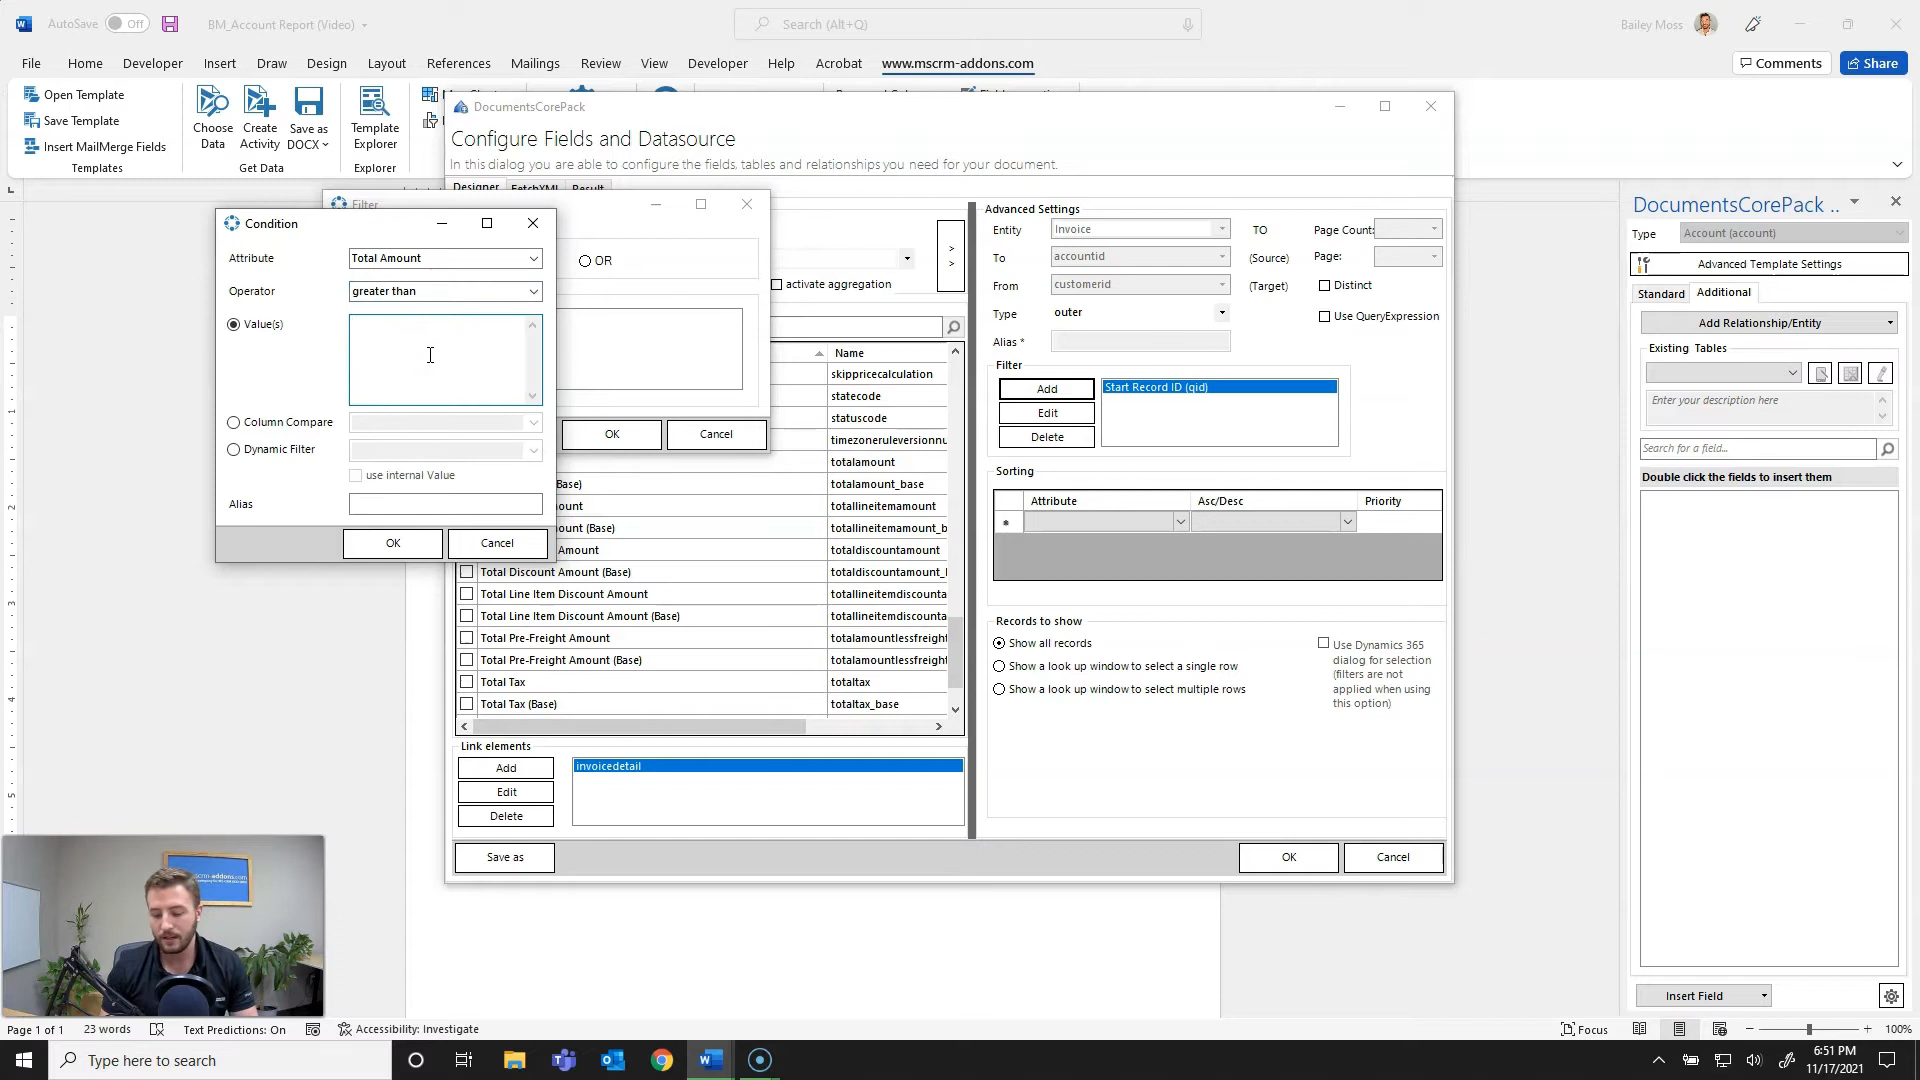 AutoSave Off
BM_Account Report (Video)
Search (Alt+Q)
Bailey Moss
File Home Developer Insert Draw Design Layout References Mailings Review View Developer Help Acrobat www.mscrm-addons.com
Comments Share
Open Template
Save Template
Insert MailMerge Fields
Templates
Choose Data
Create Activity
Save as DOCX
Get Data
Template Explorer
Explorer
DocumentsCorePack
Configure Fields and Datasource
In this dialog you are able to configure the fields, tables and relationships you need for your document.
Designer FetchXML Result
Filter
OR
OK Cancel
Condition
Attribute Total Amount
Operator greater than
Value(s)
Column Compare
Dynamic Filter
use internal Value
Alias
OK Cancel
activate aggregation
>
>
Name
skippricecalculation
statecode
statuscode
timezoneruleversionnu
totalamount
Base) totalamount_base
ount totallineitemamount
ount (Base) totallineitemamount_b
Amount totaldiscountamount
Total Discount Amount (Base) totaldiscountamount_
Total Line Item Discount Amount totallineitemdiscounta
Total Line Item Discount Amount (Base) totallineitemdiscounta
Total Pre-Freight Amount totalamountlessfreight
Total Pre-Freight Amount (Base) totalamountlessfreight
Total Tax totaltax
Total Tax (Base) totaltax_base
Link elements
Add
Edit
Delete
invoicedetail
Save as
OK Cancel
Advanced Settings
Entity Invoice TO Page Count:
To accountid (Source) Page:
From customerid (Target) Distinct
Type outer Use QueryExpression
Alias *
Filter
Add
Edit
Delete
Start Record ID (qid)
Sorting
Attribute Asc/Desc Priority
Records to show
Show all records
Show a look up window to select a single row
Show a look up window to select multiple rows
Use Dynamics 365
dialog for selection
(filters are not
applied when using
this option)
DocumentsCorePack ..
Type Account (account)
Advanced Template Settings
Standard Additional
Add Relationship/Entity
Existing Tables
Enter your description here
Search for a field...
Double click the fields to insert them
Insert Field
Page 1 of 1 23 words Text Predictions: On Accessibility: Investigate
Focus 100%
Type here to search
6:51 PM
11/17/2021